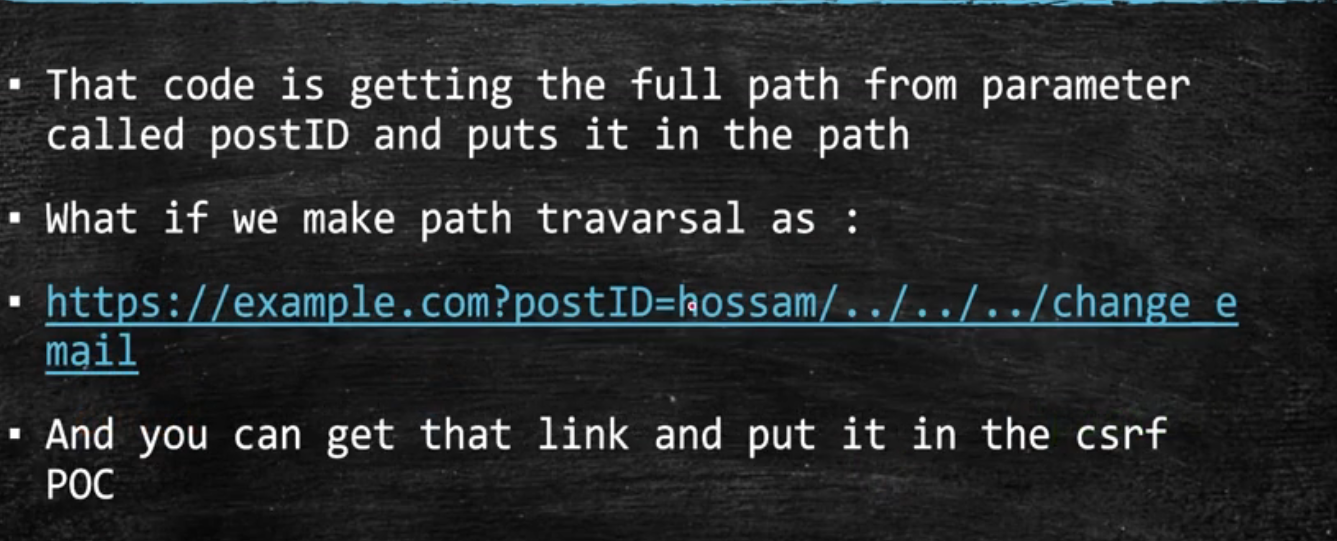 ▪ That code is getting the full path from parameter
called postID and puts it in the path
▪ What if we make path travarsal as :
▪ https://example.com?postID=hossam/../../../change_e
mail
▪ And you can get that link and put it in the csrf
POC